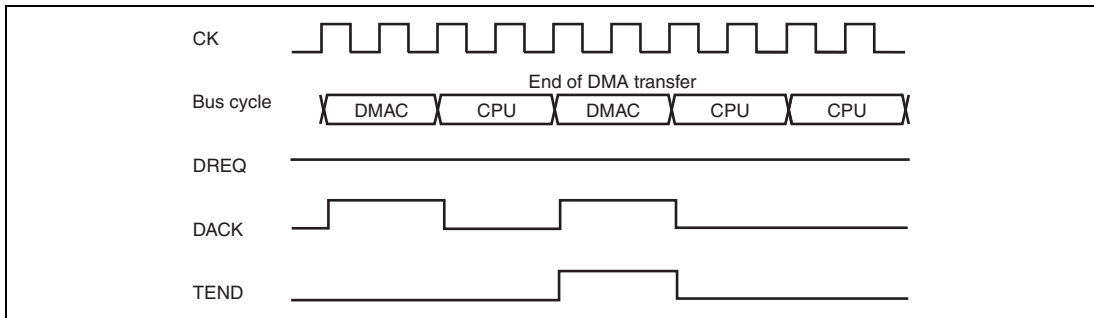 CK
End of DMA transfer
Bus cycle DMAC CPU DMAC CPU CPU
DREQ
DACK
TEND